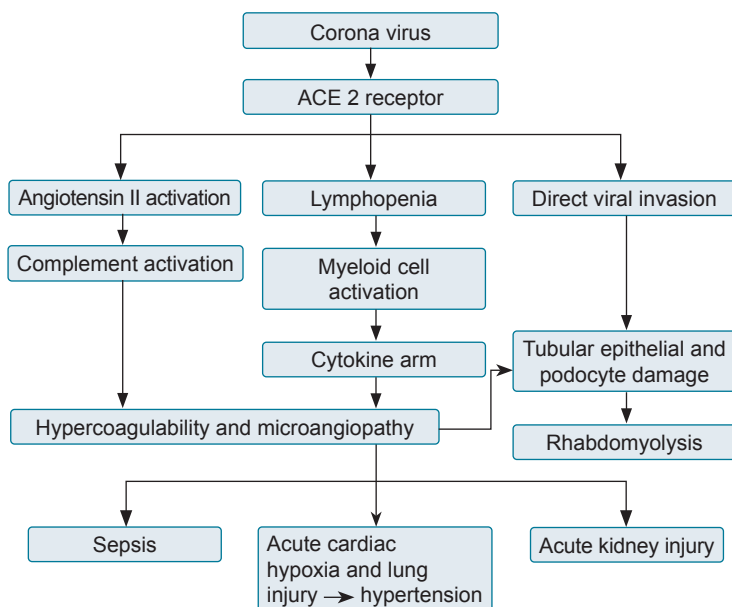 Corona virus
ACE 2 receptor
Angiotensin II activation
Lymphopenia
Direct viral invasion
Complement activation
Myeloid cell
activation
Cytokine arm
Tubular epithelial and
podocyte damage
Hypercoagulability and microangiopathy
Rhabdomyolysis
Sepsis
Acute cardiac
hypoxia and lung
injury → hypertension
Acute kidney injury